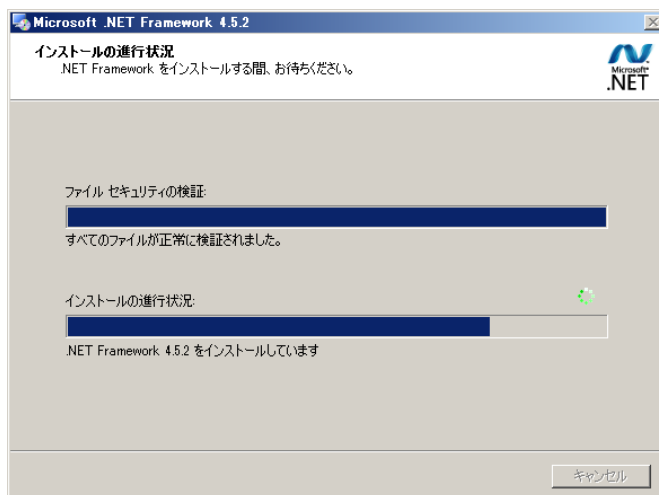 Microsoft .NET Framework 4.5.2
インストールの進行状況
.NET Framework をインストールする間、お待ちください。
Microsoft
.NET
ファイル セキュリティの検証:
すべてのファイルが正常に検証されました。
インストールの進行状況:
.NET Framework 4.5.2 をインストールしています
キャンセル